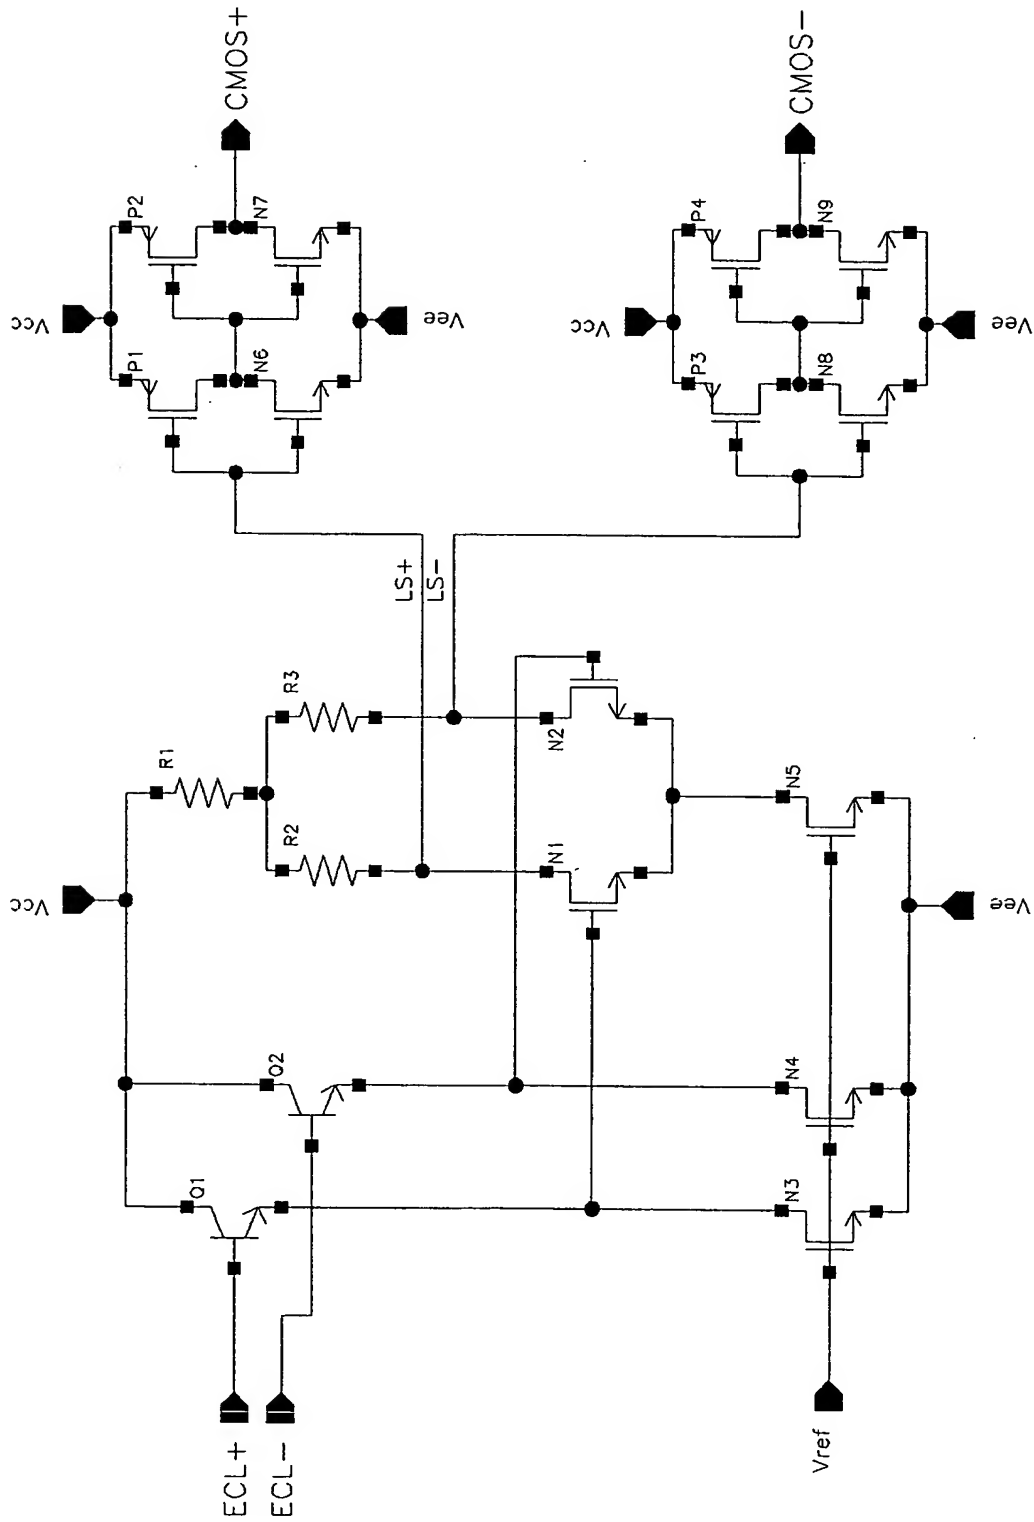 ECL+
ECL-
Vref
Q1
Q2
N3
N4
Vcc
R1
R2
R3
N1
N2
N5
Vee
LS+
LS-
Vcc
P1
P2
N6
N7
Vee
CMOS+
Vcc
P3
P4
N8
N9
Vee
CMOS-